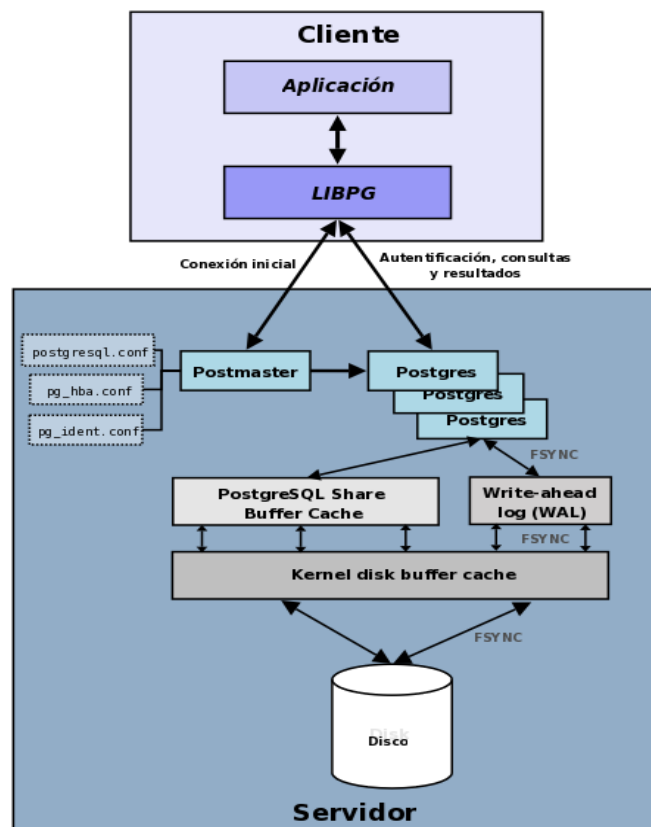 Cliente
Aplicación
LIBPG
Conexión inicial
Autentificación, consultas
y resultados
postgresql.conf
pg_hba.conf
pg_ident.conf
Postmaster
Postgres
Postgres
Postgres
FSYNC
PostgreSQL Share
Buffer Cache
Write-ahead
log (WAL)
FSYNC
Kernel disk buffer cache
FSYNC
Disk
Disco
Servidor